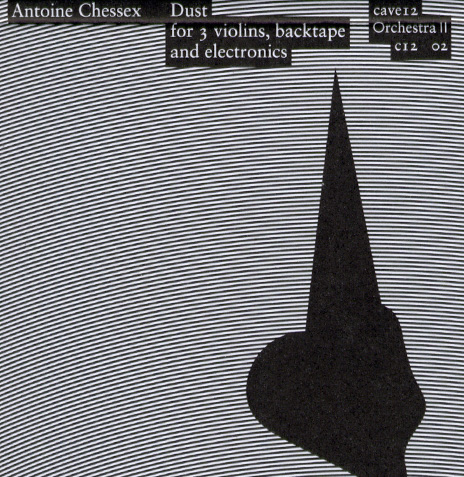 Antoine Chessex
Dust
for 3 violins, backtape
and electronics
cave12
Orchestra II
c12 02